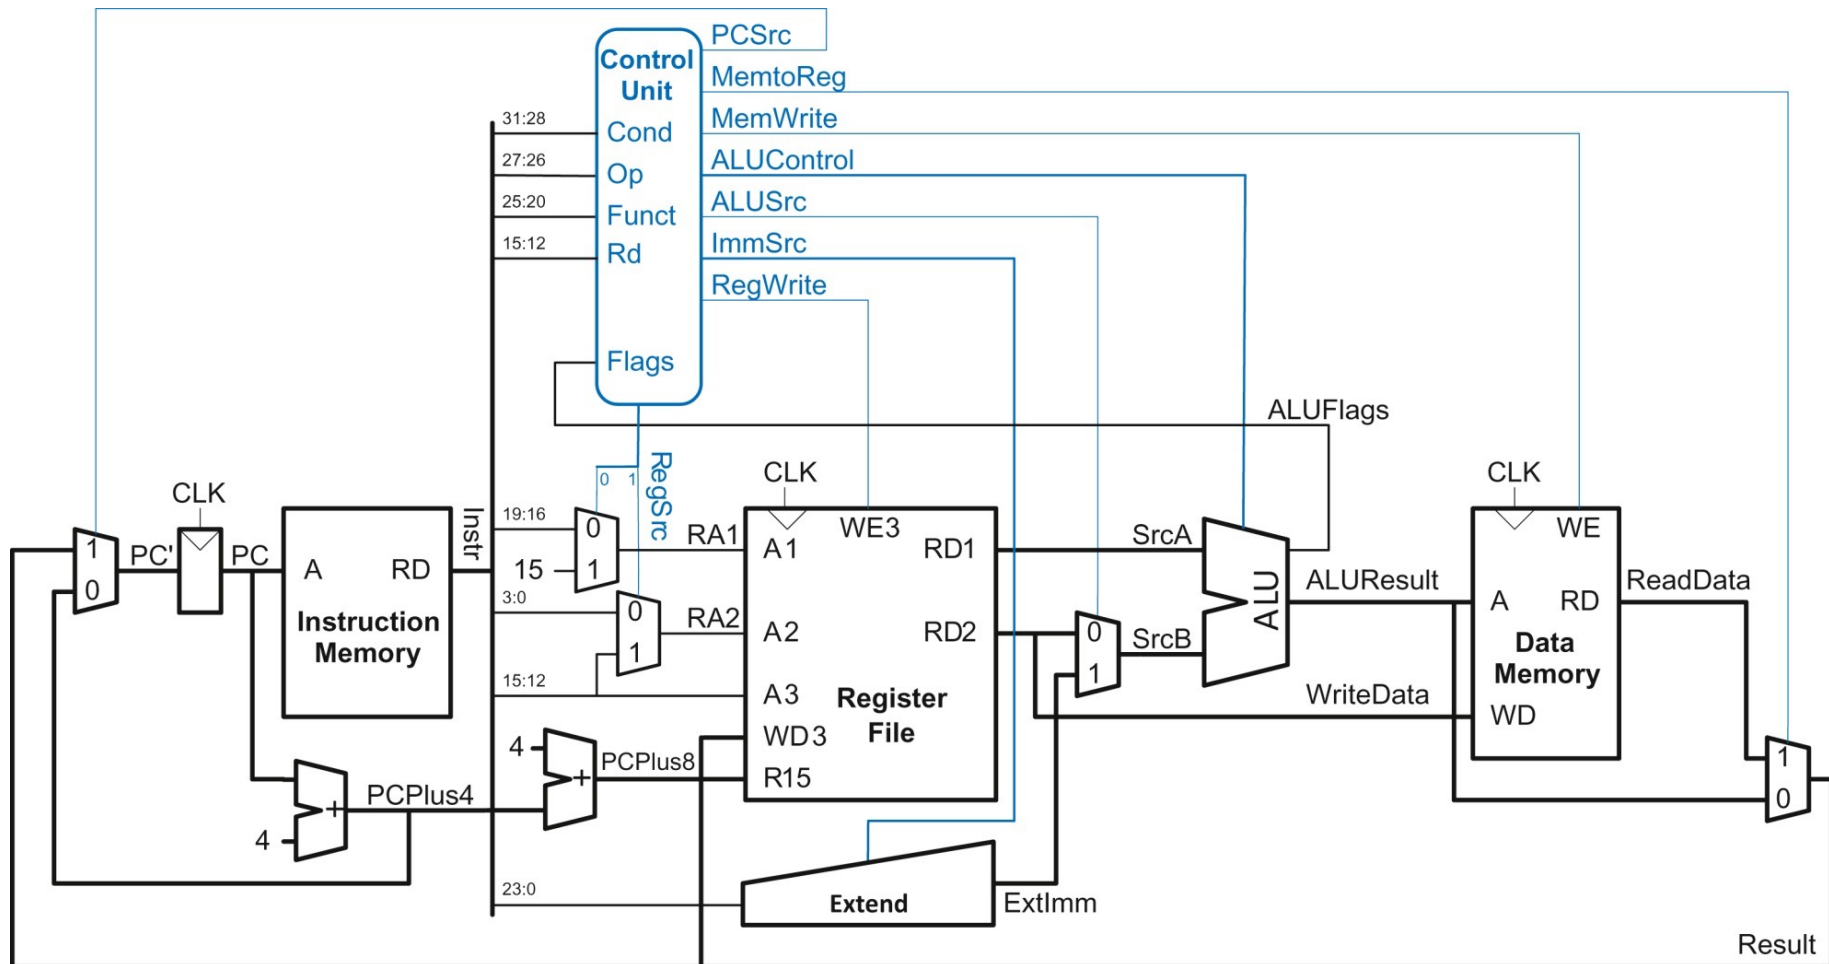 PCSrc
Control
Unit
MemtoReg
31:28
Cond
MemWrite
27:26
Op
ALUControl
25:20
Funct
ALUSrc
15:12
Rd
ImmSrc
RegWrite
Flags
ALUFlags
0 1
RegSrc
CLK
CLK
CLK
Instr
19:16
0
1
15
RA1
A1
WE3
RD1
SrcA
WE
1
0
PC'
PC
A
RD
Instruction
Memory
3:0
0
1
RA2
A2
RD2
0
1
SrcB
ALU
ALUResult
A
RD
ReadData
Data
Memory
15:12
A3
Register
File
WriteData
WD
4
WD3
PCPlus8
+
R15
1
0
PCPlus4
+
4
23:0
Extend
ExtImm
Result